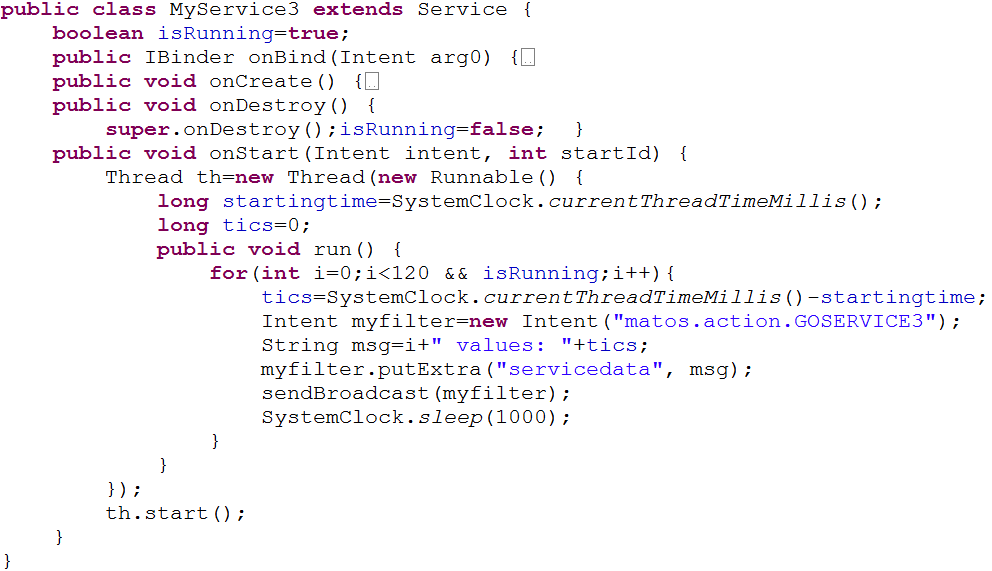 public class MyService3 extends Service {
    boolean isRunning=true;
    public IBinder onBind(Intent arg0) {..
    public void onCreate() {..
    public void onDestroy() {
        super.onDestroy();isRunning=false;  }
    public void onStart(Intent intent, int startId) {
        Thread th=new Thread(new Runnable() {
            long startingtime=SystemClock.currentThreadTimeMillis();
            long tics=0;
            public void run() {
                for(int i=0;i<120 && isRunning;i++){
                    tics=SystemClock.currentThreadTimeMillis()-startingtime;
                    Intent myfilter=new Intent("matos.action.GOSERVICE3");
                    String msg=i+" values: "+tics;
                    myfilter.putExtra("servicedata", msg);
                    sendBroadcast(myfilter);
                    SystemClock.sleep(1000);
                }
            }
        });
        th.start();
    }
}